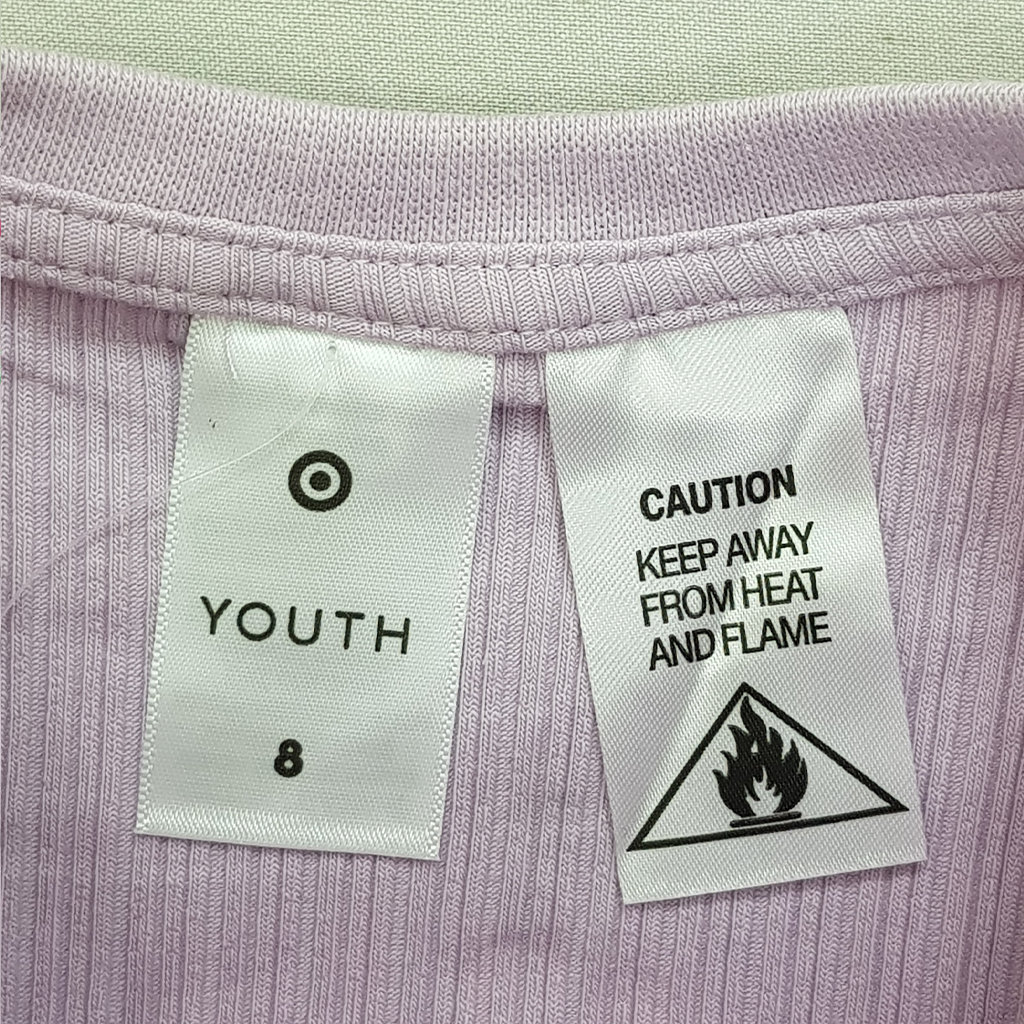 YOUTH
8
CAUTION
KEEP AWAY
FROM HEAT
AND FLAME